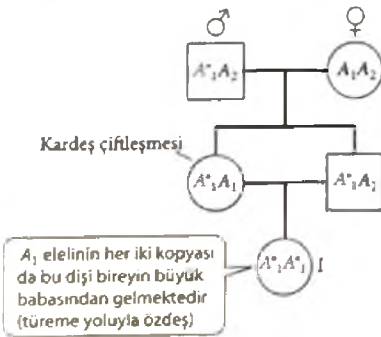 ♂ ♀
A*₁A₂ A₁A₂
Kardeş çiftleşmesi
A*₁A₁ A*₁A₂
A*₁A*₁ I
A₁ elelinin her iki kopyası
da bu dişi bireyin büyük
babasından gelmektedir
(türeme yoluyla özdeş)